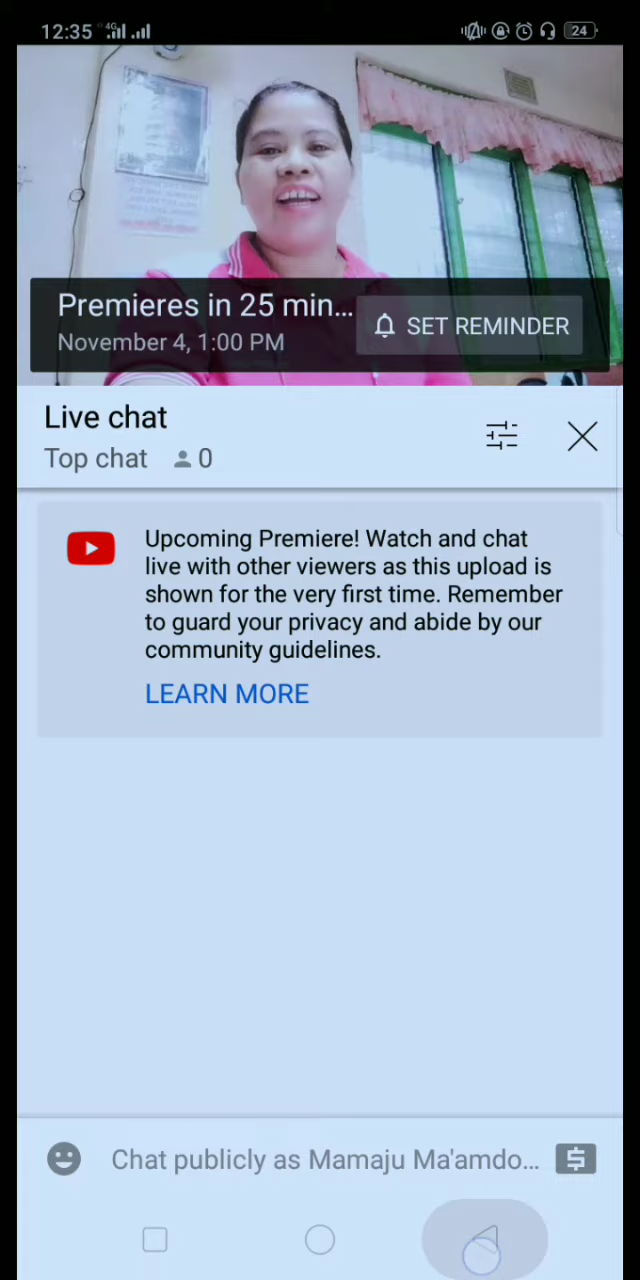 12:35 4G 24
Premieres in 25 min...
November 4, 1:00 PM
SET REMINDER
Live chat
Top chat 0
Upcoming Premiere! Watch and chat
live with other viewers as this upload is
shown for the very first time. Remember
to guard your privacy and abide by our
community guidelines.
LEARN MORE
Chat publicly as Mamaju Ma'amdo...